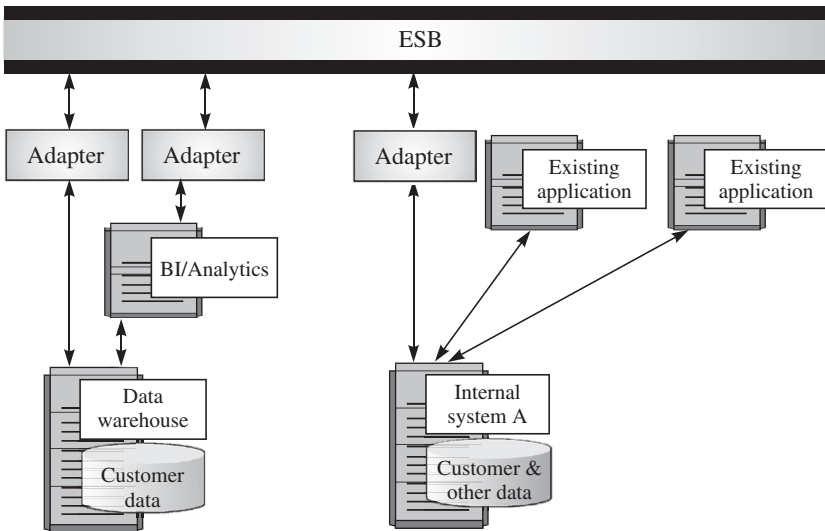 ESB
Adapter
Adapter
Adapter
Existing
application
Existing
application
BI/Analytics
Data
warehouse
Customer
data
Internal
system A
Customer &
other data